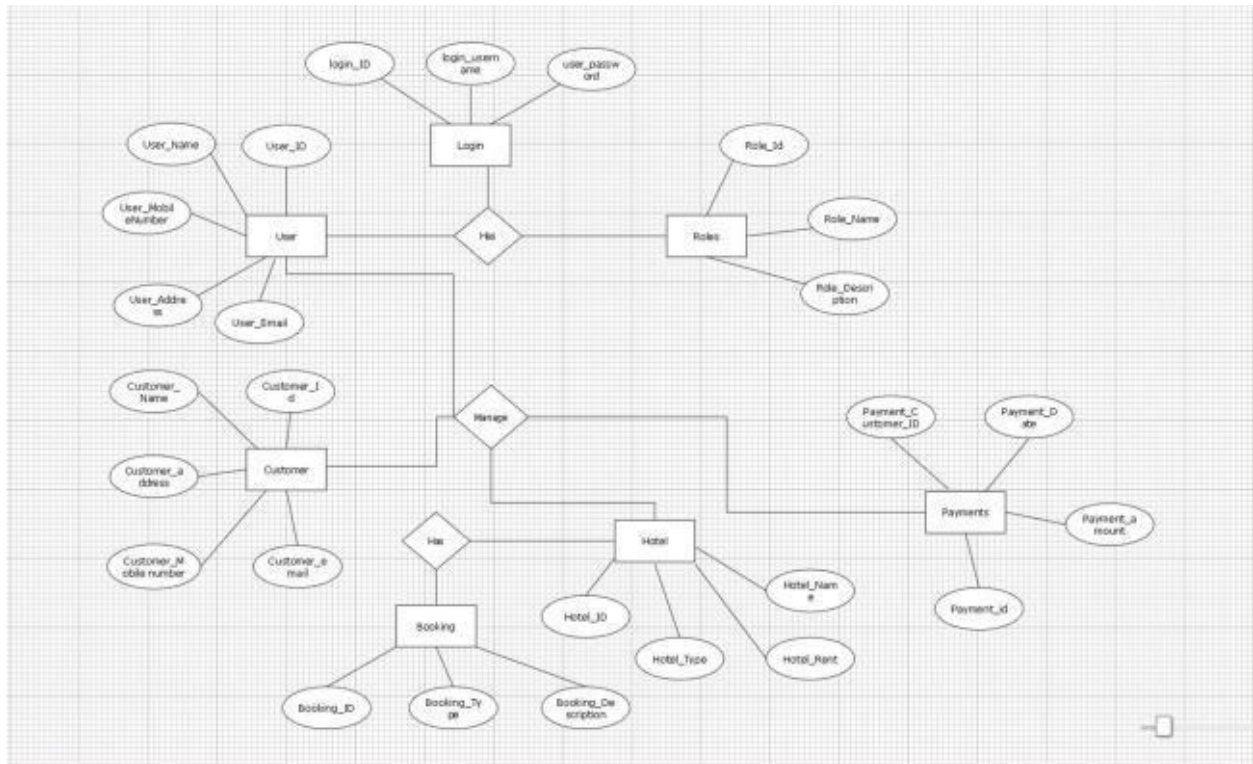 login_ID
login_usern
ame
user_passw
ord
Login
User_Name
User_ID
User_Mobil
eNumber
User
Has
User_Addre
ss
User_Email
Role_Id
Roles
Role_Name
Role_Descri
ption
Customer_
Name
Customer_I
d
Customer_a
ddress
Customer
Customer_M
obile number
Customer_e
mail
Manage
Payment_C
ustomer_ID
Payment_D
ate
Payments
Payment_a
mount
Payment_id
Has
Hotel
Hotel_ID
Hotel_Type
Hotel_Nam
e
Hotel_Rent
Booking
Booking_ID
Booking_Ty
pe
Booking_De
scription